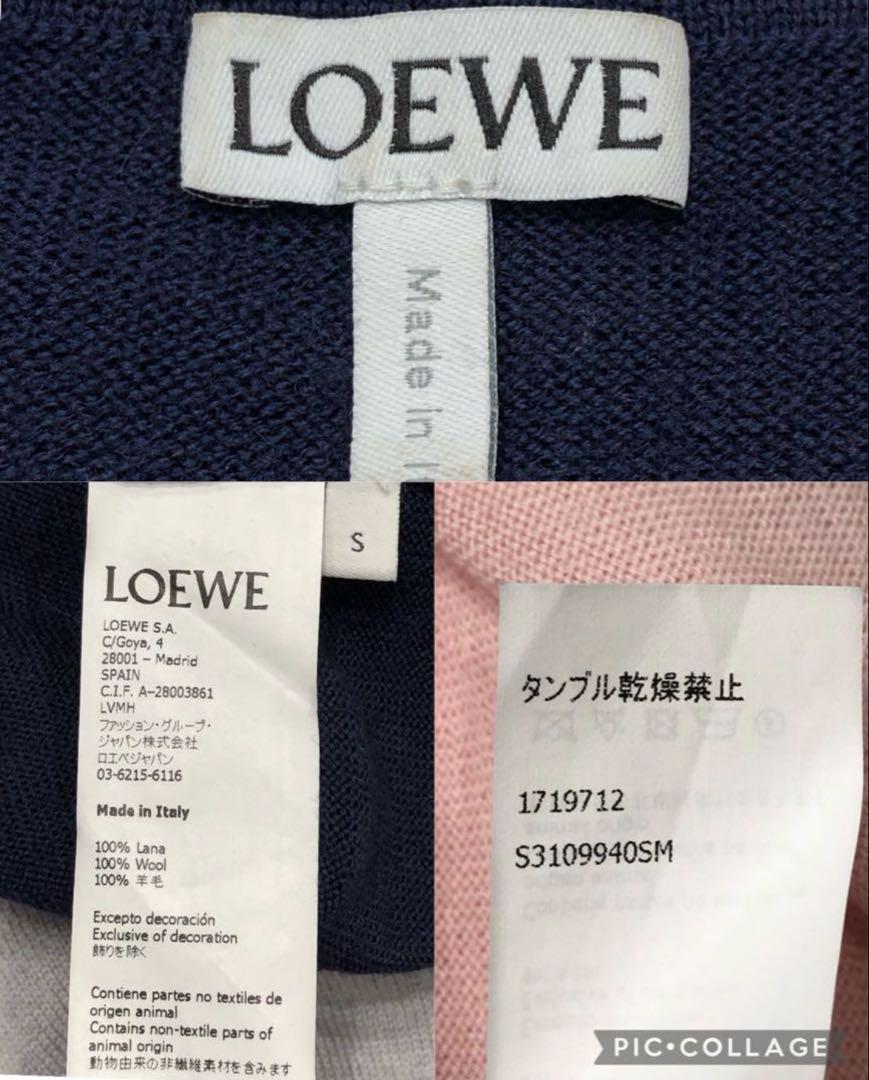 LOEWE
Made in I
S
LOEWE
LOEWE S.A.
C/Goya, 4
28001 – Madrid
SPAIN
C.I.F. A-28003861
LVMH
ファッション・グループ・
ジャパン株式会社
ロエベジャパン
03-6215-6116
Made in Italy
100% Lana
100% Wool
100% 羊毛
Excepto decoración
Exclusive of decoration
飾りを除く
Contiene partes no textiles de
origen animal
Contains non-textile parts of
animal origin
動物由来の非繊維素材を含みます
タンブル乾燥禁止
1719712
S3109940SM
PIC•COLLAGE